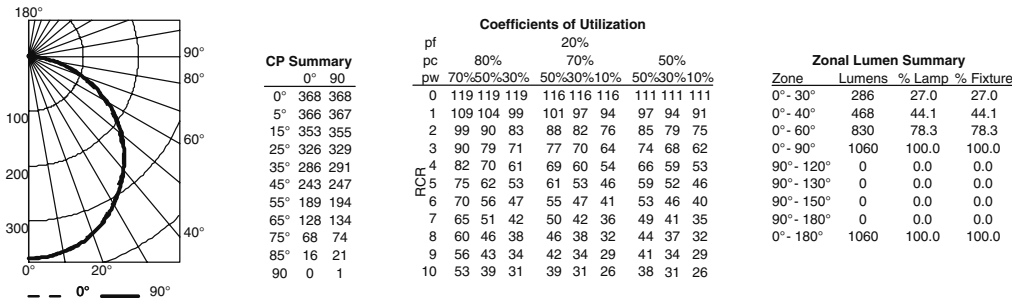 180°
90°
80°
60°
40°
20°
0°
100
200
300
0° 90°
CP Summary
0° 90
0° 368 368
5° 366 367
15° 353 355
25° 326 329
35° 286 291
45° 243 247
55° 189 194
65° 128 134
75° 68 74
85° 16 21
90 0 1
Coefficients of Utilization
pf 20%
pc 80% 70% 50%
pw 70%50%30% 50%30%10% 50%30%10%
RCR
0 119 119 119 116 116 116 111 111 111
1 109 104 99 101 97 94 97 94 91
2 99 90 83 88 82 76 85 79 75
3 90 79 71 77 70 64 74 68 62
4 82 70 61 69 60 54 66 59 53
5 75 62 53 61 53 46 59 52 46
6 70 56 47 55 47 41 53 46 40
7 65 51 42 50 42 36 49 41 35
8 60 46 38 46 38 32 44 37 32
9 56 43 34 42 34 29 41 34 29
10 53 39 31 39 31 26 38 31 26
Zonal Lumen Summary
Zone Lumens % Lamp % Fixture
0°- 30° 286 27.0 27.0
0°- 40° 468 44.1 44.1
0°- 60° 830 78.3 78.3
0°- 90° 1060 100.0 100.0
90°- 120° 0 0.0 0.0
90°- 130° 0 0.0 0.0
90°- 150° 0 0.0 0.0
90°- 180° 0 0.0 0.0
0°- 180° 1060 100.0 100.0